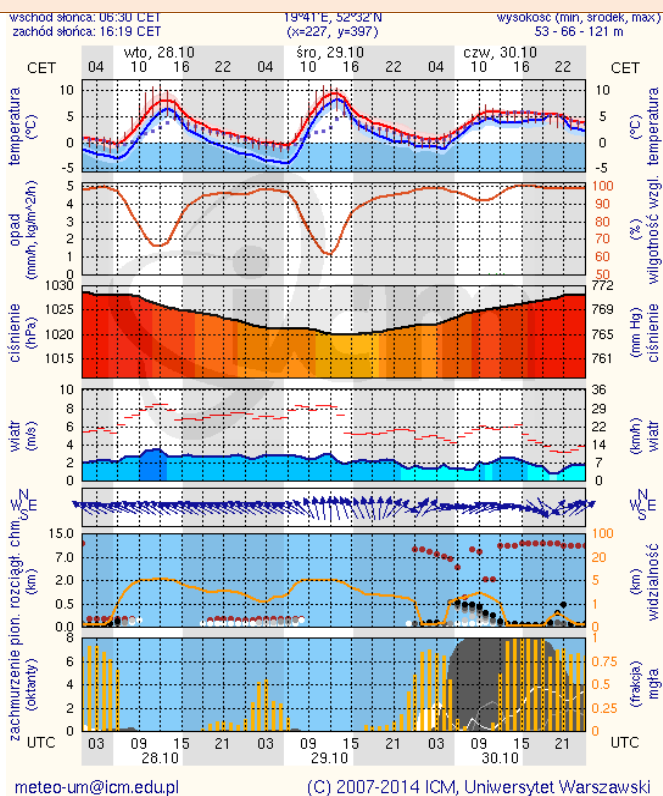 wschód słońca: 06:30 CET 19°41'E, 52°32'N wysokość (min, środek, max)
zachód słońca: 16:19 CET (x=227, y=397) 53 - 66 - 121 m
wto, 28.10 śro, 29.10 czw, 30.10
CET 04 10 16 22 04 10 16 22 04 10 16 22 CET
temperatura (°C) 10 5 0 -5 10 5 0 -5 (°C) temperatura
opad (mm/h, kg/m^2/h) 5 4 3 2 1 0 100 90 80 70 60 50 (%) wilgotność wzgl.
ciśnienie (hPa) 1030 1025 1020 1015 772 769 765 761 (mm Hg) ciśnienie
icm
wiatr (m/s) 10 8 6 4 2 0 36 29 22 14 7 0 (km/h) wiatr
N W E S N W E S
pion. rozciągł. chm. (km) 15.0 7.0 2.0 0.5 0.0 100 20 5 1 0 (km) widzialność
zachmurzenie (oktanty) 8 6 4 2 0 1 0.75 0.5 0.25 0 (frakcja) mgła
UTC 03 09 15 21 03 09 15 21 03 09 15 21 UTC
28.10 29.10 30.10
meteo-um@icm.edu.pl (C) 2007-2014 ICM, Uniwersytet Warszawski